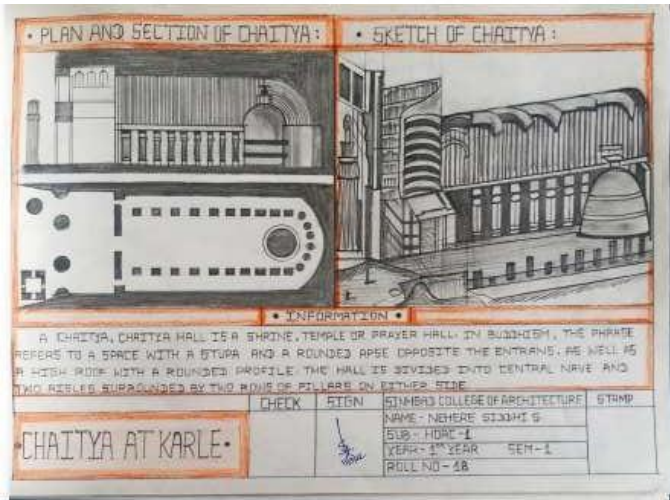 • PLAN AND SECTION OF CHAITYA :
• SKETCH OF CHAITYA :
• INFORMATION •
A CHAITYA, CHAITYA HALL IS A SHRINE, TEMPLE OR PRAYER HALL. IN BUDDHISM, THE PHRASE
REFERS TO A SPACE WITH A STUPA AND A ROUNDED APSE OPPOSITE THE ENTRANS, AS WELL AS
A HIGH ROOF WITH A ROUNDED PROFILE. THE HALL IS DIVIDED INTO CENTRAL NAVE AND
TWO AISLES SURROUNDED BY TWO ROWS OF PILLARS ON EITHER SIDE
•CHAITYA AT KARLE•
CHECK
SIGN
SINHGAD COLLEGE OF ARCHITECTURE
STAMP
NAME - NEHERE SIDDHI S
SUB - HOAC-1
YEAR - 1ST YEAR SEM-1
ROLL NO - 18